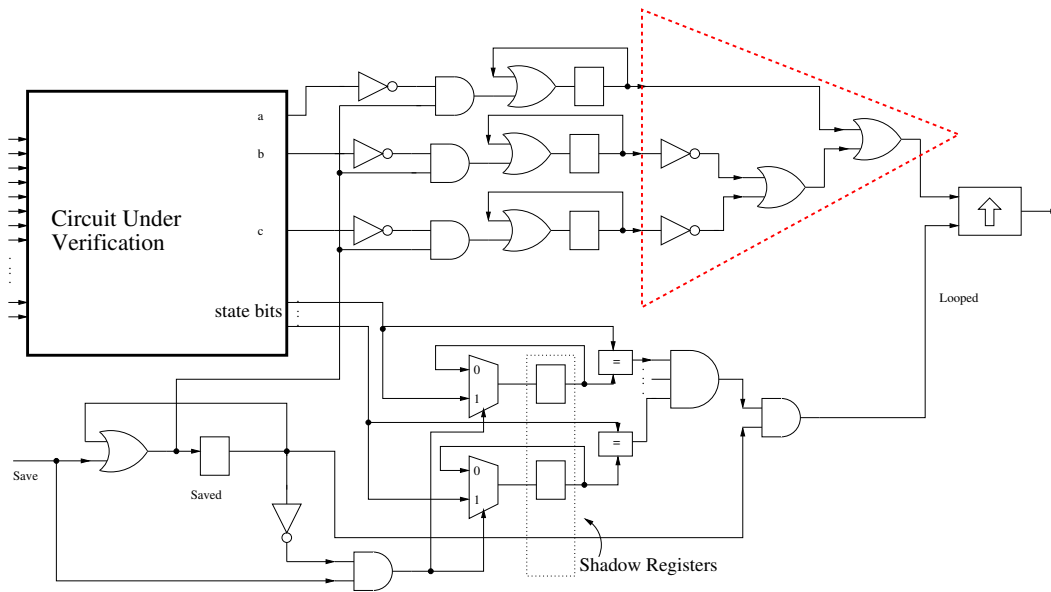 a
b
Circuit Under
Verification
c
Looped
state bits
=
0
1
=
0
1
Save
Saved
Shadow Registers